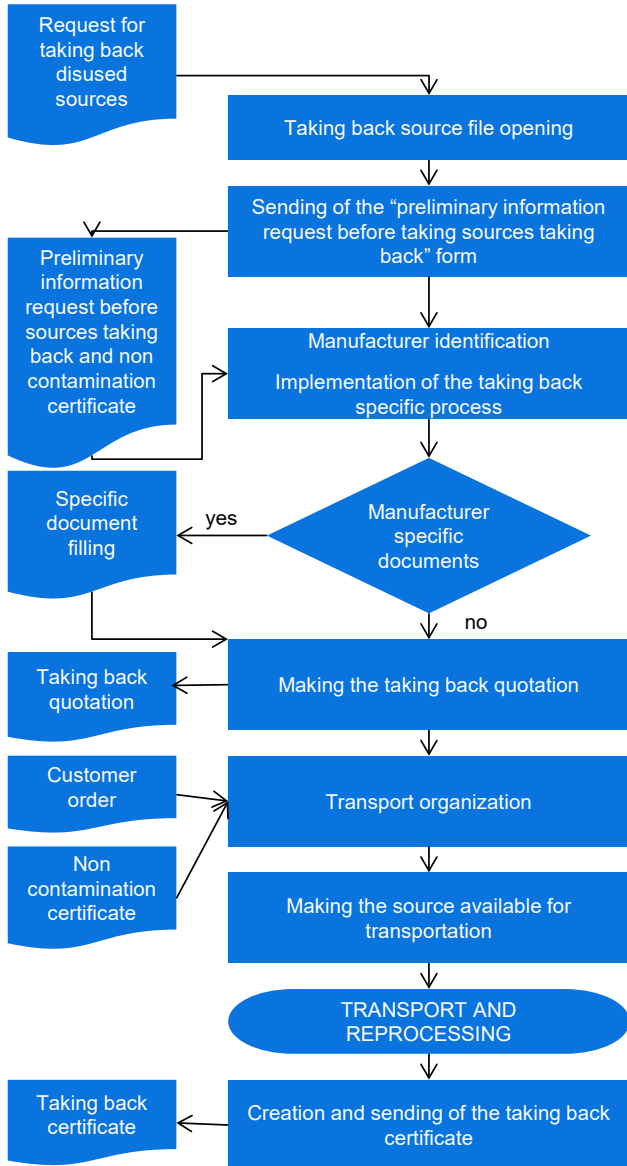 Request for
taking back
disused
sources
Taking back source file opening
Sending of the “preliminary information
request before taking sources taking
back” form
Preliminary
information
request before
sources taking
back and non
contamination
certificate
Manufacturer identification
Implementation of the taking back
specific process
Specific
document
filling
yes
Manufacturer
specific
documents
no
Taking back
quotation
Making the taking back quotation
Customer
order
Transport organization
Non
contamination
certificate
Making the source available for
transportation
TRANSPORT AND
REPROCESSING
Taking back
certificate
Creation and sending of the taking back
certificate